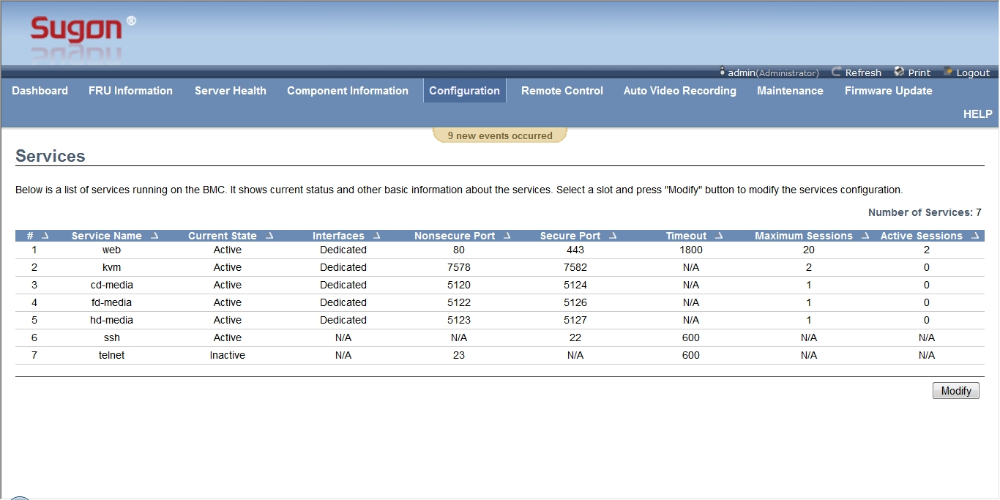 Sugon®
admin(Administrator) Refresh Print Logout
Dashboard FRU Information Server Health Component Information Configuration Remote Control Auto Video Recording Maintenance Firmware Update
HELP
9 new events occurred
Services
Below is a list of services running on the BMC. It shows current status and other basic information about the services. Select a slot and press "Modify" button to modify the services configuration.
Number of Services: 7
# Service Name Current State Interfaces Nonsecure Port Secure Port Timeout Maximum Sessions Active Sessions
1 web Active Dedicated 80 443 1800 20 2
2 kvm Active Dedicated 7578 7582 N/A 2 0
3 cd-media Active Dedicated 5120 5124 N/A 1 0
4 fd-media Active Dedicated 5122 5126 N/A 1 0
5 hd-media Active Dedicated 5123 5127 N/A 1 0
6 ssh Active N/A N/A 22 600 N/A N/A
7 telnet Inactive N/A 23 N/A 600 N/A N/A
Modify